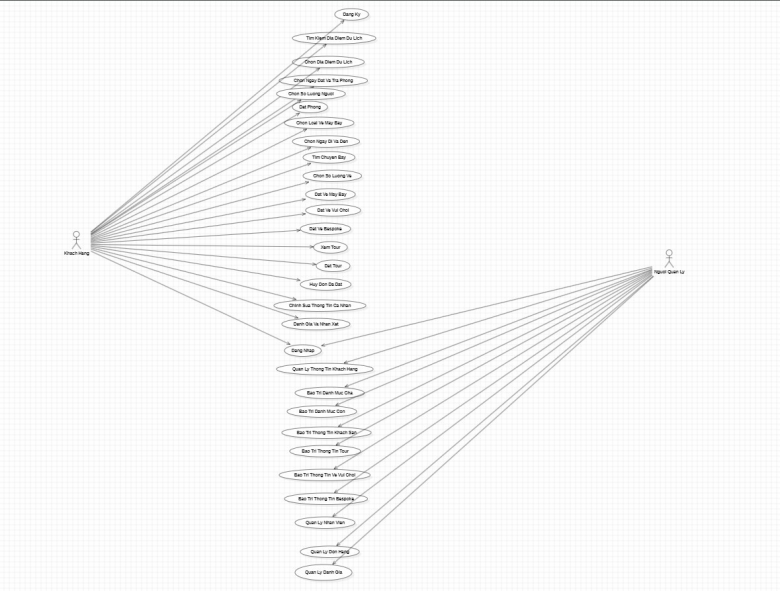 Dang Ky
Tim Kiem Dia Diem Du Lich
Chon Dia Diem Du Lich
Chon Ngay Dat Va Tra Phong
Chon So Luong Nguoi
Dat Phong
Chon Loai Ve May Bay
Chon Ngay Di Va Den
Tim Chuyen Bay
Chon So Luong Ve
Dat Ve May Bay
Dat Ve Vui Choi
Dat Ve Bespoke
Khach Hang
Xem Tour
Dat Tour
Nguoi Quan Ly
Huy Don Da Dat
Chinh Sua Thong Tin Ca Nhan
Danh Gia Va Nhan Xet
Dang Nhap
Quan Ly Thong Tin Khach Hang
Bao Tri Danh Muc Cha
Bao Tri Danh Muc Con
Bao Tri Thong Tin Khach San
Bao Tri Thong Tin Tour
Bao Tri Thong Tin Ve Vui Choi
Bao Tri Thong Tin Bespoke
Quan Ly Nhan Vien
Quan Ly Don Hang
Quan Ly Danh Gia